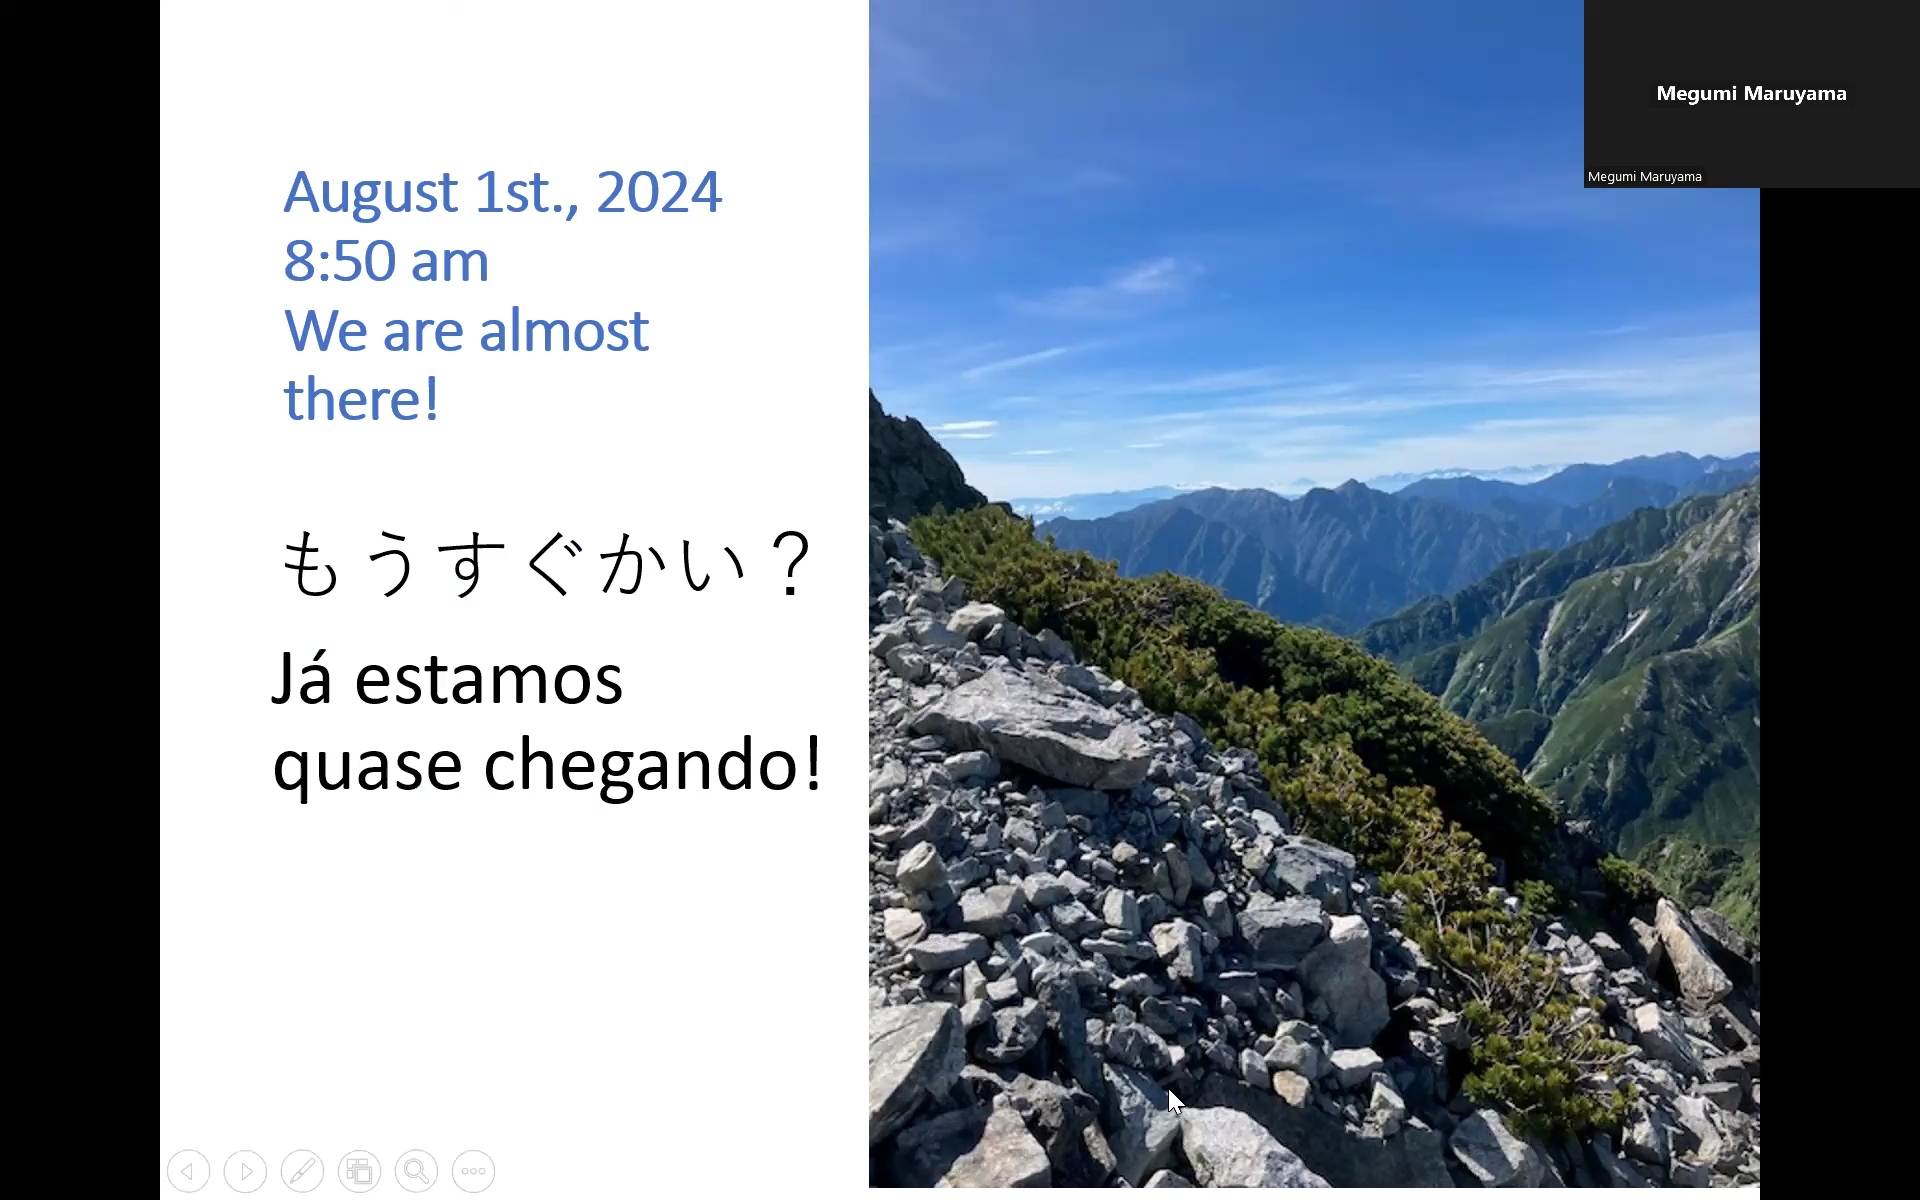 August 1st., 2024
8:50 am
We are almost
there!
もうすぐかい？
Já estamos
quase chegando!
Megumi Maruyama
Megumi Maruyama